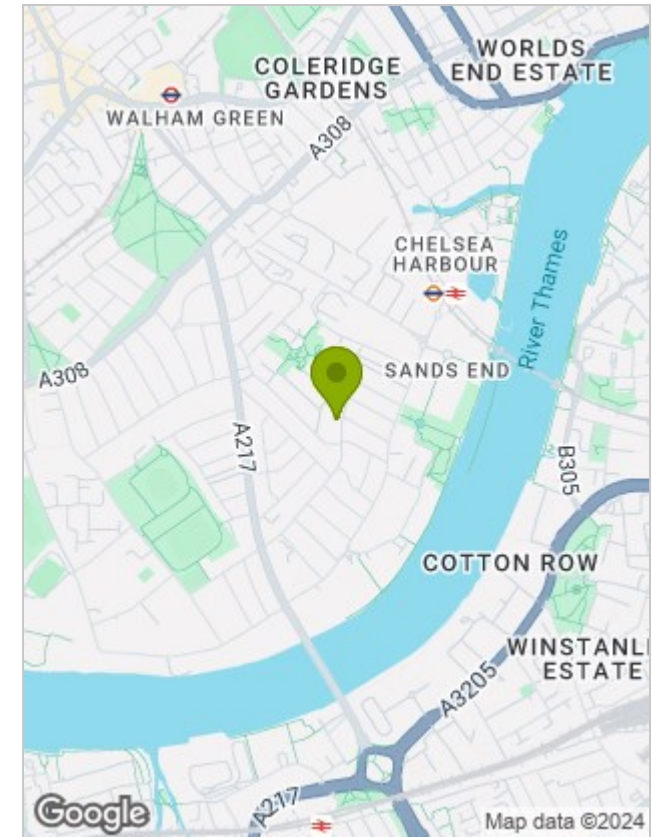 WORLDS
END ESTATE
COLERIDGE
GARDENS
WALHAM GREEN
A308
CHELSEA
HARBOUR
River Thames
SANDS END
A308
A217
B305
COTTON ROW
WINSTANL
ESTATE
A3205
A217
Google
Map data ©2024